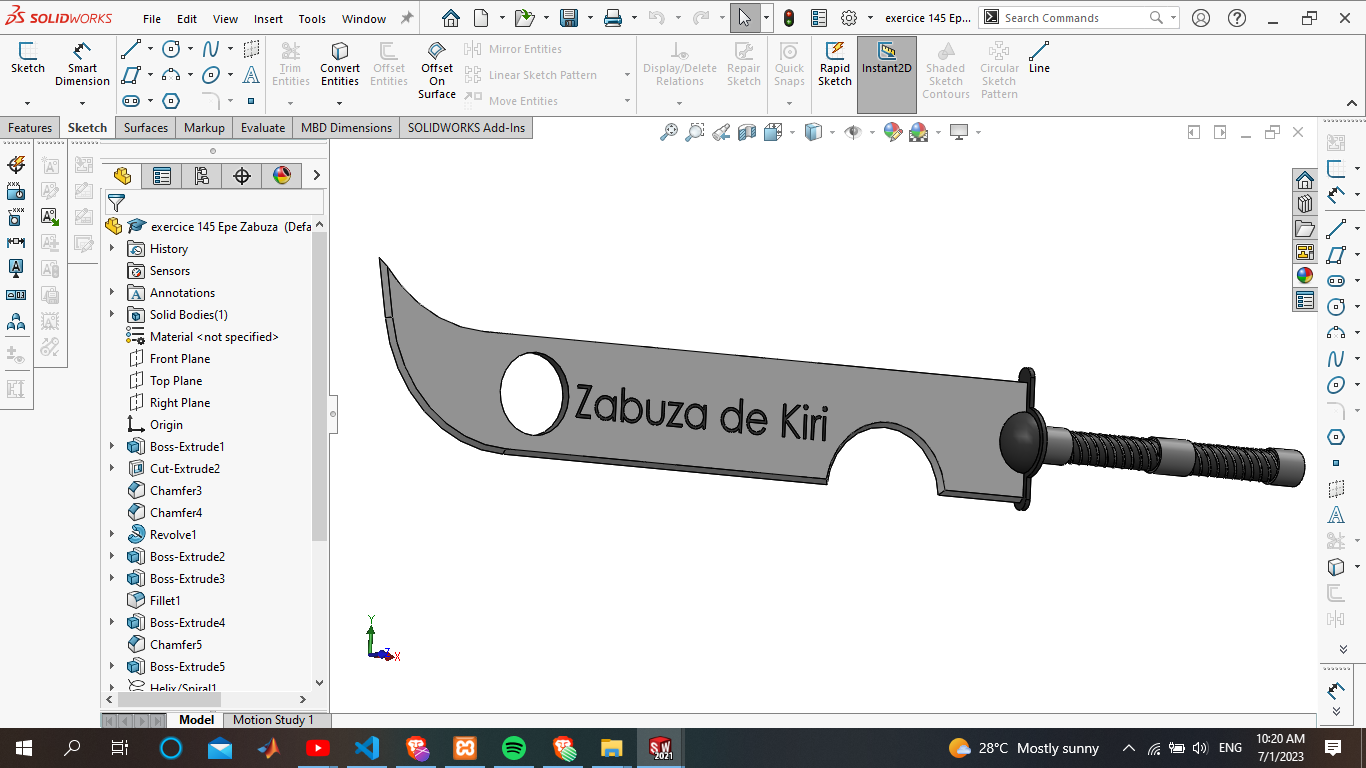 SOLIDWORKS File Edit View Insert Tools Window exercice 145 Ep... Search Commands
Sketch Smart Dimension Trim Entities Convert Entities Offset Entities Offset On Surface Mirror Entities Linear Sketch Pattern Move Entities Display/Delete Relations Repair Sketch Quick Snaps Rapid Sketch Instant2D Shaded Sketch Contours Circular Sketch Pattern Line
Features Sketch Surfaces Markup Evaluate MBD Dimensions SOLIDWORKS Add-Ins
exercice 145 Epe Zabuza (Defa
History
Sensors
Annotations
Solid Bodies(1)
Material <not specified>
Front Plane
Top Plane
Right Plane
Origin
Boss-Extrude1
Cut-Extrude2
Chamfer3
Chamfer4
Revolve1
Boss-Extrude2
Boss-Extrude3
Fillet1
Boss-Extrude4
Chamfer5
Boss-Extrude5
Helix/Spiral1
Zabuza de Kiri
Y
Z
X
Model Motion Study 1
28°C Mostly sunny ENG 10:20 AM
7/1/2023